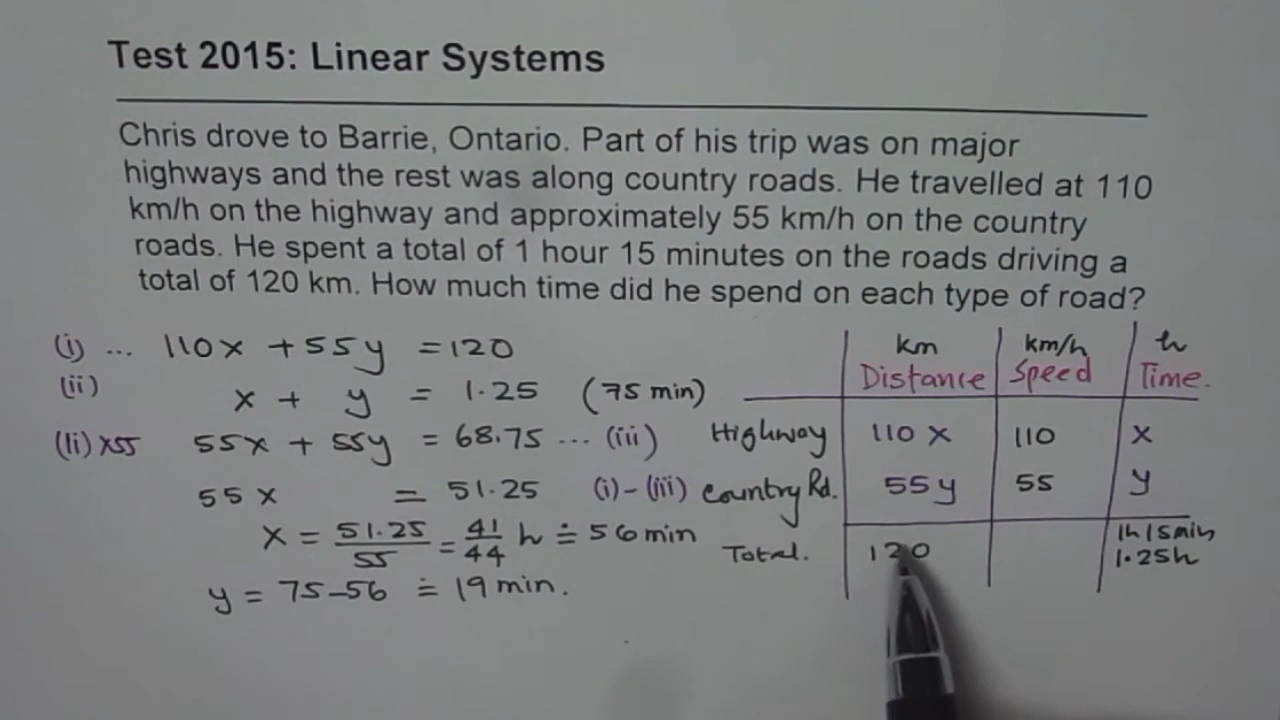 Test 2015: Linear Systems
Chris drove to Barrie, Ontario. Part of his trip was on major
highways and the rest was along country roads. He travelled at 110
km/h on the highway and approximately 55 km/h on the country
roads. He spent a total of 1 hour 15 minutes on the roads driving a
total of 120 km. How much time did he spend on each type of road?
(i) ... 110x + 55y = 120
(ii) x + y = 1.25 (75 min)
(ii) x55 55x + 55y = 68.75 ... (iii)
55x = 51.25 (i) - (iii)
x = 51.25/55 = 41/44 h ≐ 56 min
y = 75-56 ≐ 19 min.
km km/h h
Distance Speed Time.
Highway 110 x 110 x
Country Rd. 55y 55 y
1h 15min
Total. 120 1.25h